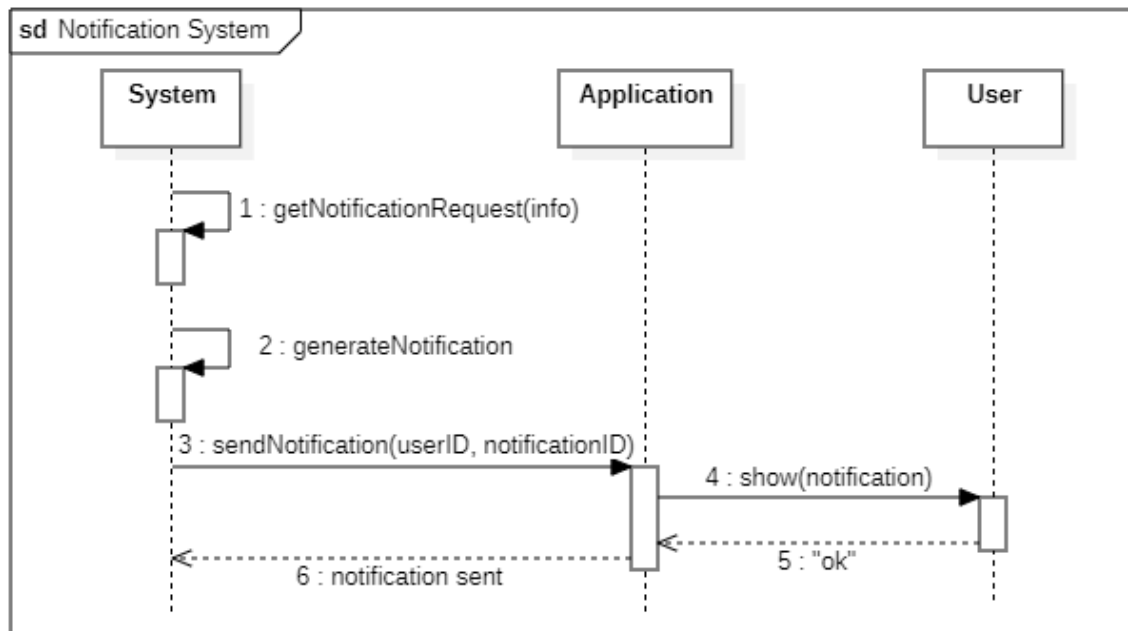 sd Notification System
System
Application
User
1 : getNotificationRequest(info)
2 : generateNotification
3 : sendNotification(userID, notificationID)
4 : show(notification)
5 : "ok"
6 : notification sent